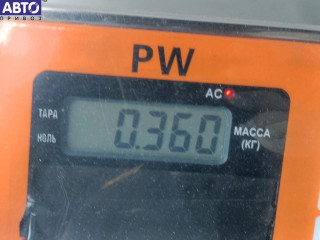 АВТО
ПРИВОЗ
PW
AC
ТАРА
НОЛЬ
0.360
МАССА
(КГ)